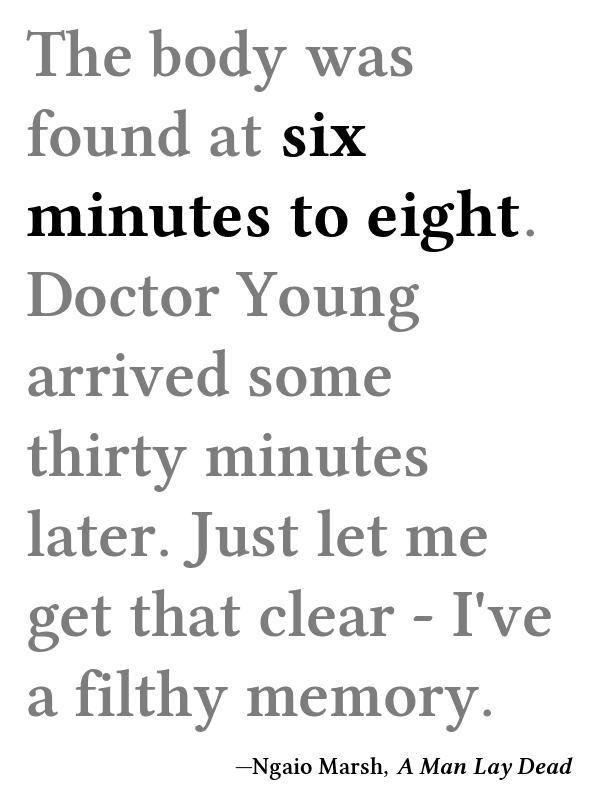 The body was
found at six
minutes to eight.
Doctor Young
arrived some
thirty minutes
later. Just let me
get that clear - I've
a filthy memory.
—Ngaio Marsh, A Man Lay Dead